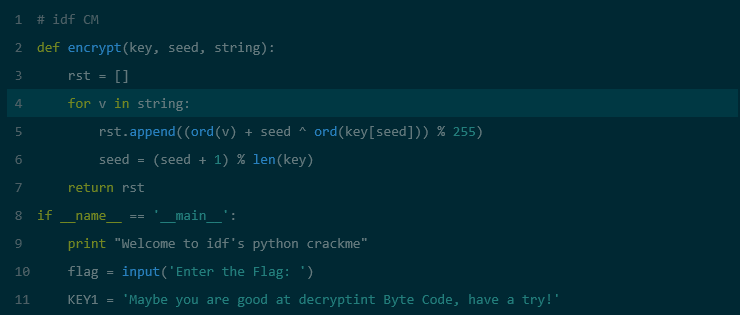 1 # idf CM
2 def encrypt(key, seed, string):
3     rst = []
4     for v in string:
5         rst.append((ord(v) + seed ^ ord(key[seed])) % 255)
6         seed = (seed + 1) % len(key)
7     return rst
8 if __name__ == '__main__':
9     print "Welcome to idf's python crackme"
10     flag = input('Enter the Flag: ')
11     KEY1 = 'Maybe you are good at decryptint Byte Code, have a try!'